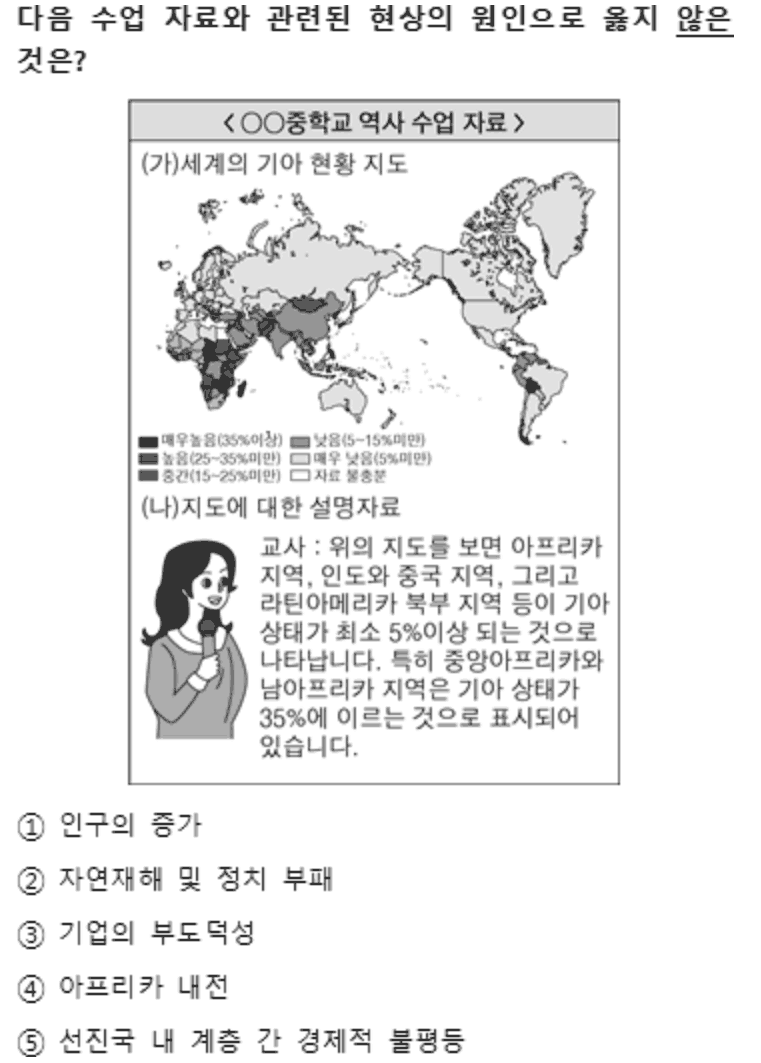 다음 수업 자료와 관련된 현상의 원인으로 옳지 않은
것은?
< ○○중학교 역사 수업 자료 >
(가)세계의 기아 현황 지도
매우높음(35%이상) 낮음(5~15%미만)
높음(25~35%미만) 매우 낮음(5%미만)
중간(15~25%미만) 자료 불충분
(나)지도에 대한 설명자료
교사 : 위의 지도를 보면 아프리카
지역, 인도와 중국 지역, 그리고
라틴아메리카 북부 지역 등이 기아
상태가 최소 5%이상 되는 것으로
나타납니다. 특히 중앙아프리카와
남아프리카 지역은 기아 상태가
35%에 이르는 것으로 표시되어
있습니다.
① 인구의 증가
② 자연재해 및 정치 부패
③ 기업의 부도덕성
④ 아프리카 내전
⑤ 선진국 내 계층 간 경제적 불평등